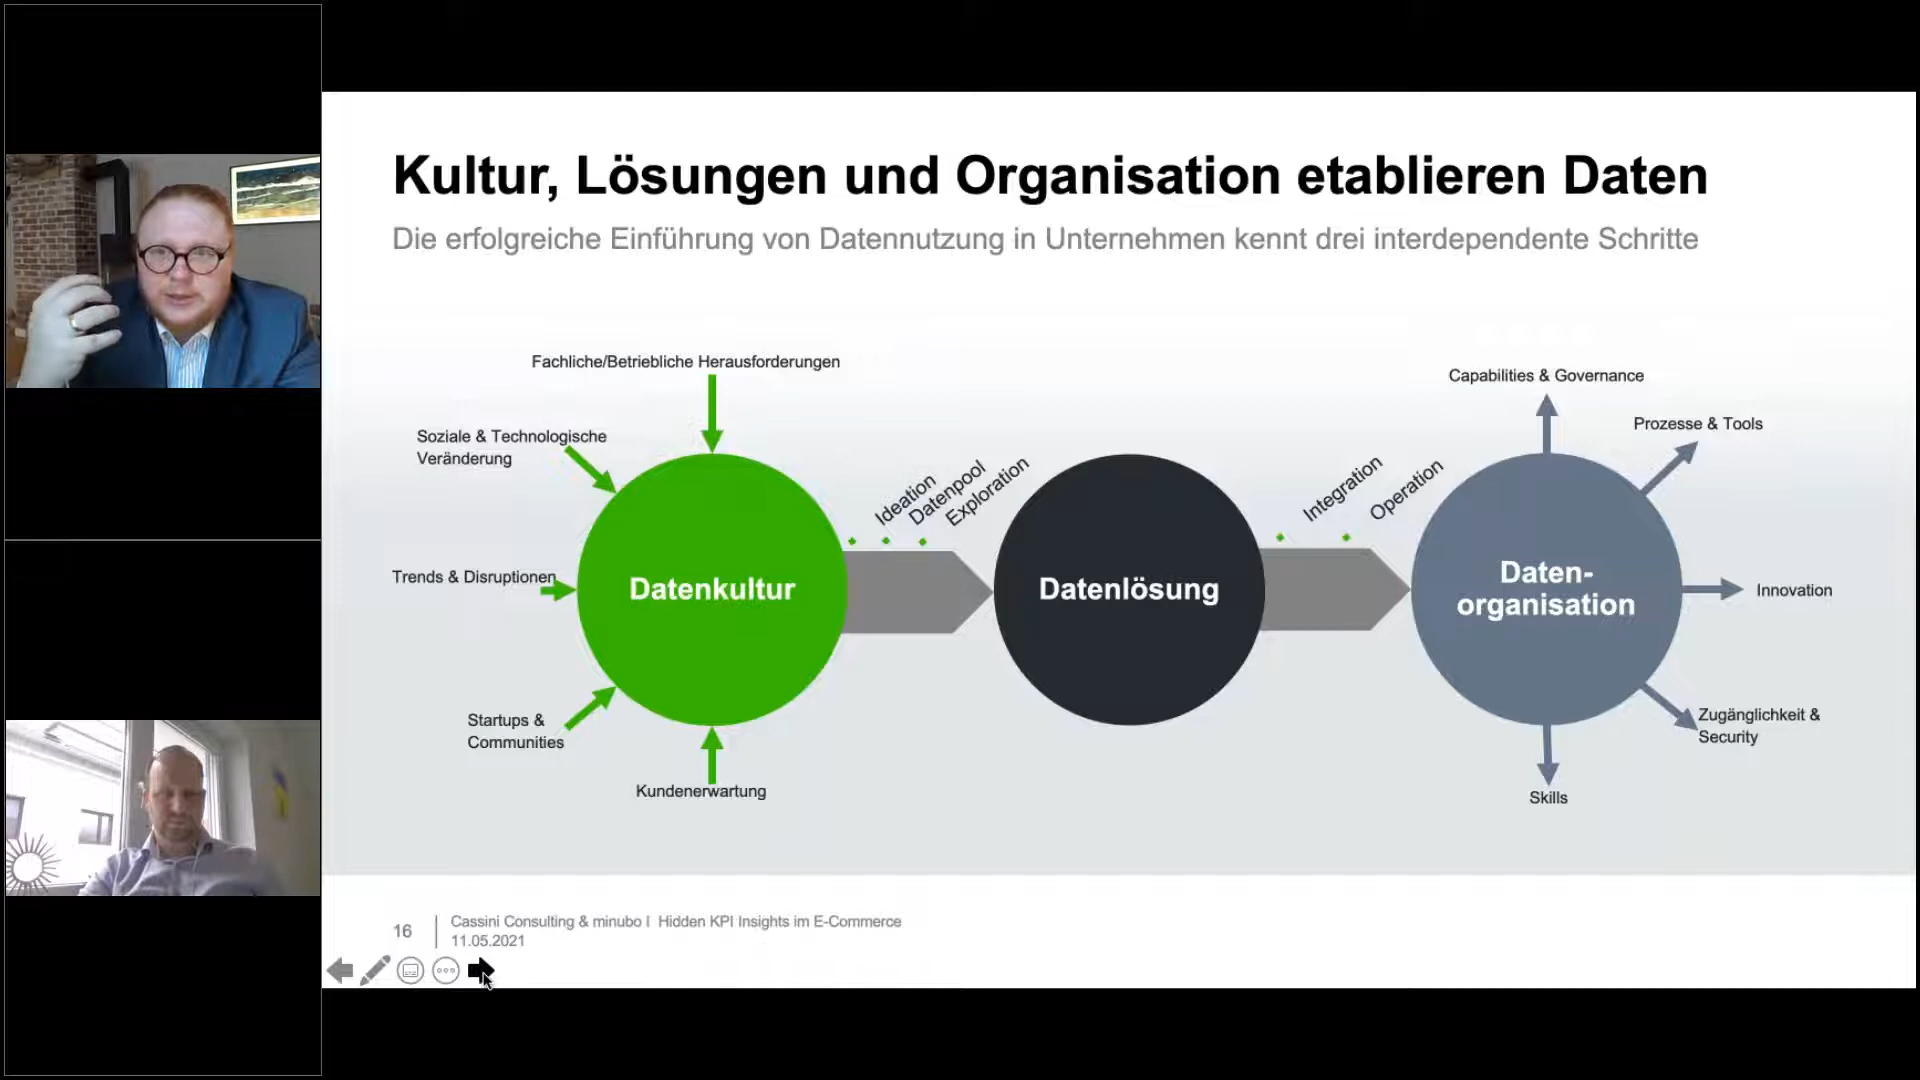 Kultur, Lösungen und Organisation etablieren Daten
Die erfolgreiche Einführung von Datennutzung in Unternehmen kennt drei interdependente Schritte
Fachliche/Betriebliche Herausforderungen
Soziale & Technologische
Veränderung
Trends & Disruptionen
Startups &
Communities
Kundenerwartung
Datenkultur
Ideation
Datenpool
Exploration
Datenlösung
Integration
Operation
Daten-
organisation
Capabilities & Governance
Prozesse & Tools
Innovation
Zugänglichkeit &
Security
Skills
16
Cassini Consulting & minubo I Hidden KPI Insights im E-Commerce
11.05.2021